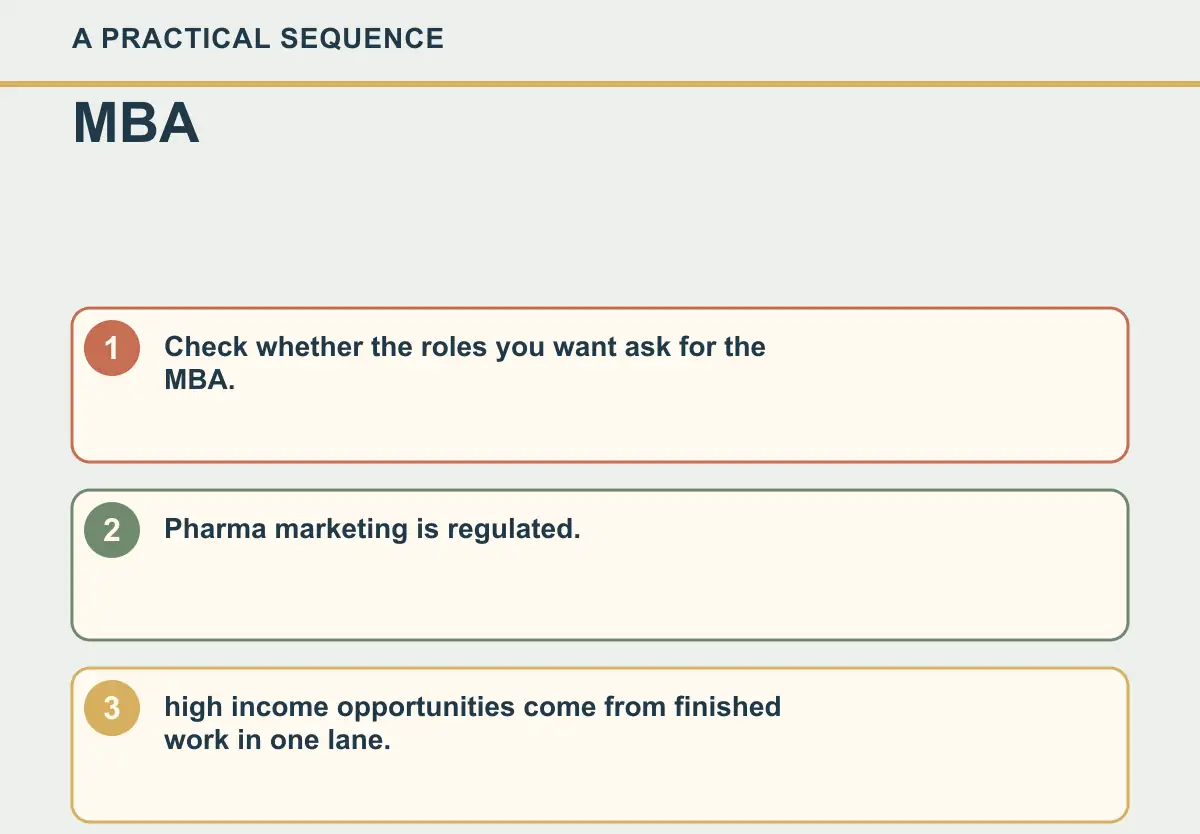 A PRACTICAL SEQUENCE
MBA
1
Check whether the roles you want ask for the
MBA.
2
Pharma marketing is regulated.
3
high income opportunities come from finished
work in one lane.